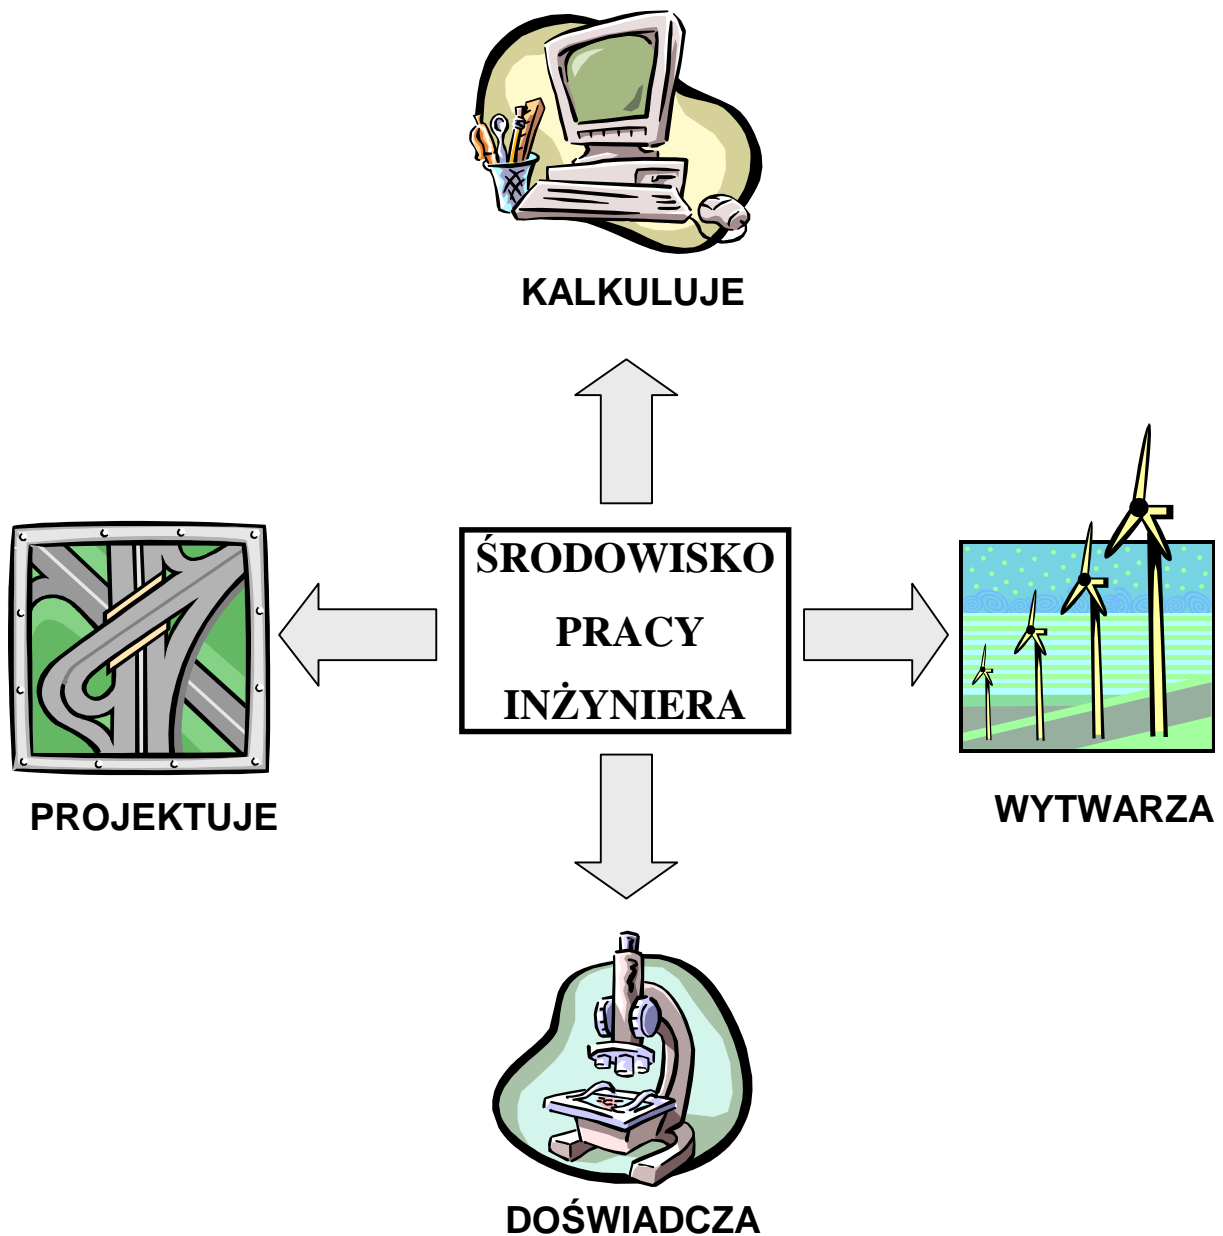 KALKULUJE
ŚRODOWISKO
PRACY
INŻYNIERA
PROJEKTUJE
WYTWARZA
DOŚWIADCZA